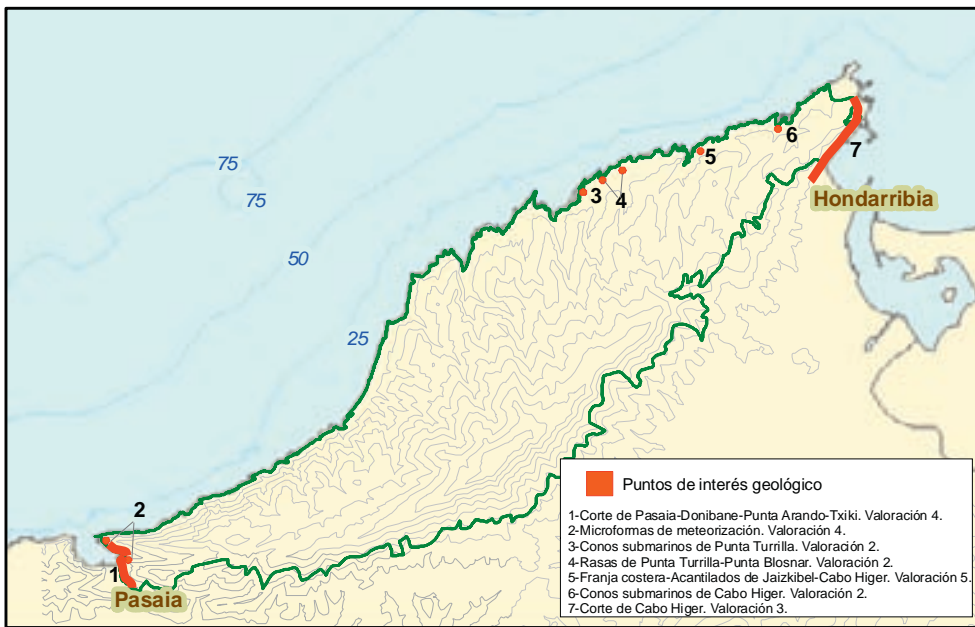 75
75
50
25
6
5
7
3
4
Hondarribia
2
1
Pasaia
Puntos de interés geológico
1-Corte de Pasaia-Donibane-Punta Arando-Txiki. Valoración 4.
2-Microformas de meteorización. Valoración 4.
3-Conos submarinos de Punta Turrilla. Valoración 2.
4-Rasas de Punta Turrilla-Punta Blosnar. Valoración 2.
5-Franja costera-Acantilados de Jaizkibel-Cabo Higer. Valoración 5.
6-Conos submarinos de Cabo Higer. Valoración 2.
7-Corte de Cabo Higer. Valoración 3.